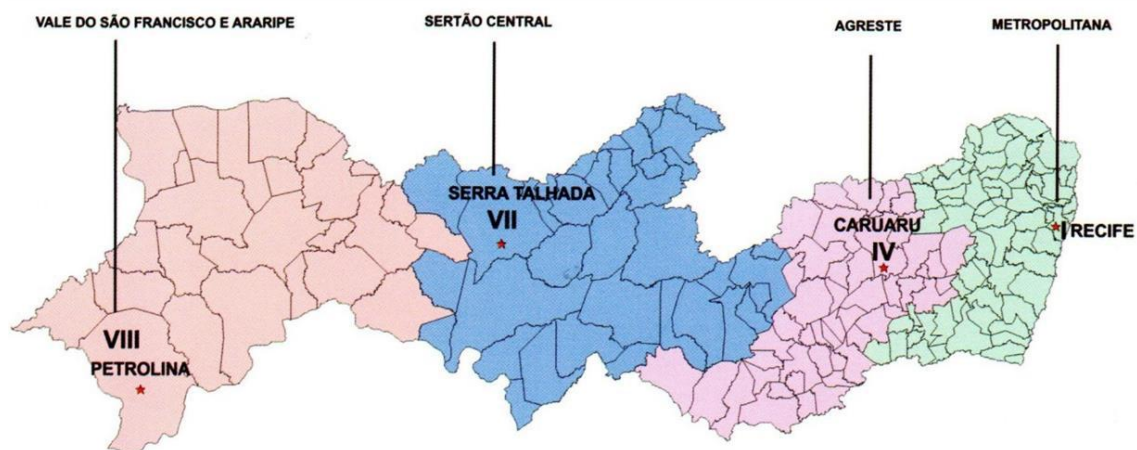 VALE DO SÃO FRANCISCO E ARARIPE
SERTÃO CENTRAL
AGRESTE
METROPOLITANA
SERRA TALHADA
VII
CARUARU
IV
I RECIFE
VIII
PETROLINA